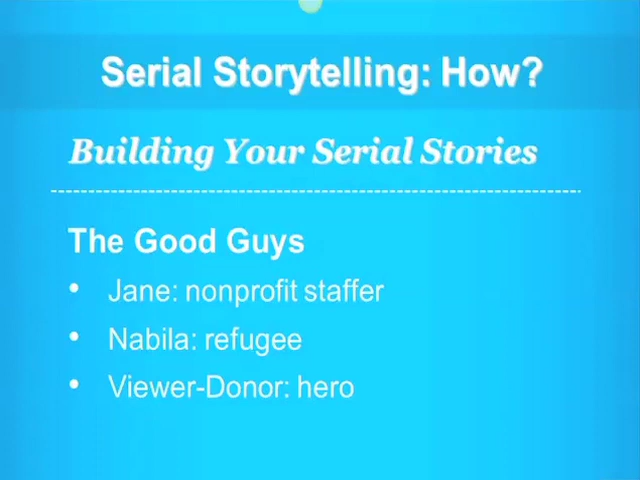 Serial Storytelling: How?
Building Your Serial Stories
The Good Guys
• Jane: nonprofit staffer
• Nabila: refugee
• Viewer-Donor: hero